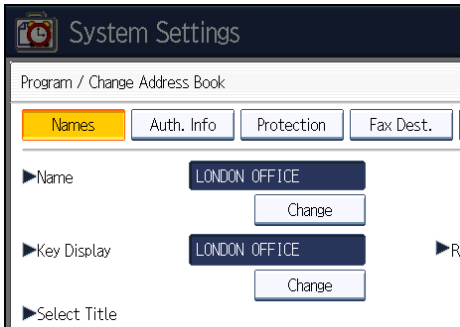 System Settings
Program / Change Address Book
Names Auth. Info Protection Fax Dest.
▶Name LONDON OFFICE
Change
▶Key Display LONDON OFFICE ▶R
Change
▶Select Title